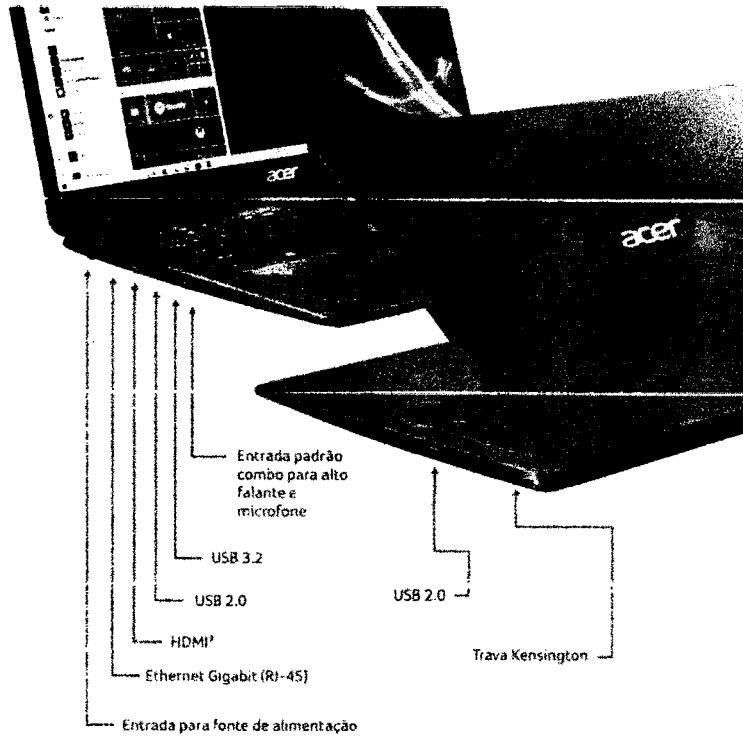 acer
acer
Entrada padrão
combo para alto
falante e
microfone
USB 3.2
USB 2.0
USB 2.0
HDMI²
Trava Kensington
Ethernet Gigabit (RJ-45)
Entrada para fonte de alimentação